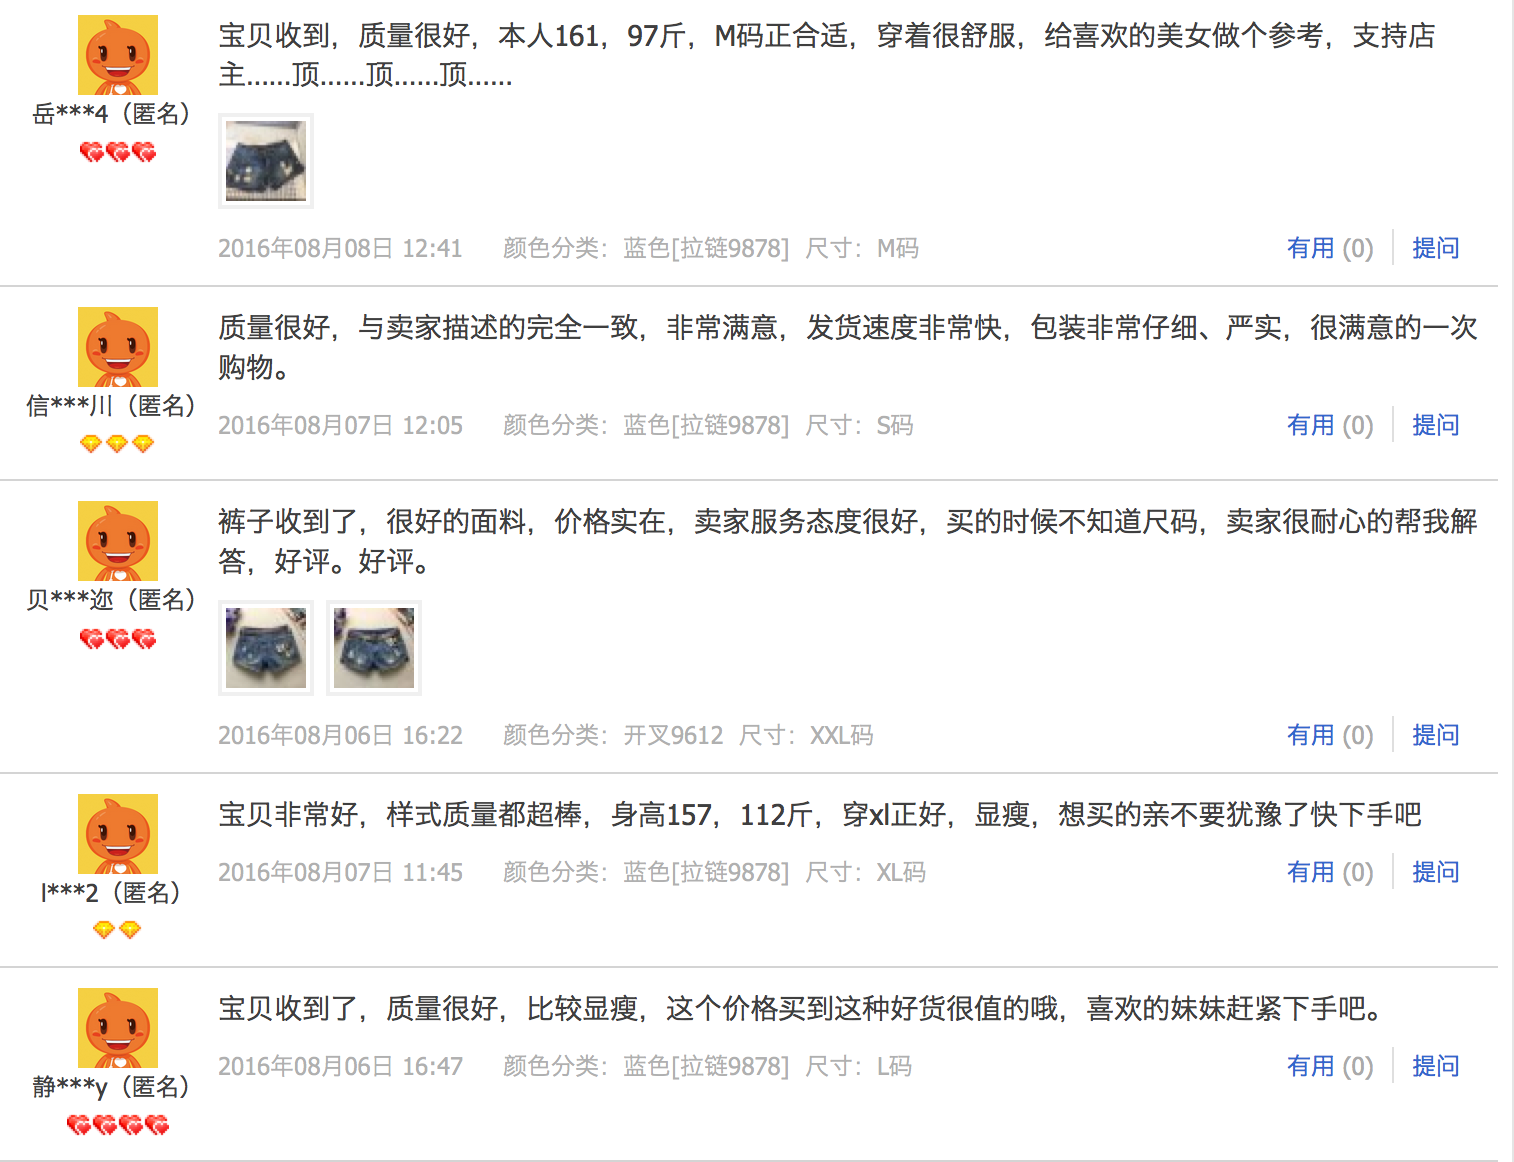 宝贝收到，质量很好，本人161，97斤，M码正合适，穿着很舒服，给喜欢的美女做个参考，支持店
主……顶……顶……顶……
岳***4（匿名）
2016年08月08日 12:41 颜色分类：蓝色[拉链9878] 尺寸：M码 有用 (0) 提问
质量很好，与卖家描述的完全一致，非常满意，发货速度非常快，包装非常仔细、严实，很满意的一次
购物。
信***川（匿名）
2016年08月07日 12:05 颜色分类：蓝色[拉链9878] 尺寸：S码 有用 (0) 提问
裤子收到了，很好的面料，价格实在，卖家服务态度很好，买的时候不知道尺码，卖家很耐心的帮我解
答，好评。好评。
贝***迩（匿名）
2016年08月06日 16:22 颜色分类：开叉9612 尺寸：XXL码 有用 (0) 提问
宝贝非常好，样式质量都超棒，身高157，112斤，穿xl正好，显瘦，想买的亲不要犹豫了快下手吧
2016年08月07日 11:45 颜色分类：蓝色[拉链9878] 尺寸：XL码 有用 (0) 提问
l***2（匿名）
宝贝收到了，质量很好，比较显瘦，这个价格买到这种好货很值的哦，喜欢的妹妹赶紧下手吧。
2016年08月06日 16:47 颜色分类：蓝色[拉链9878] 尺寸：L码 有用 (0) 提问
静***y（匿名）